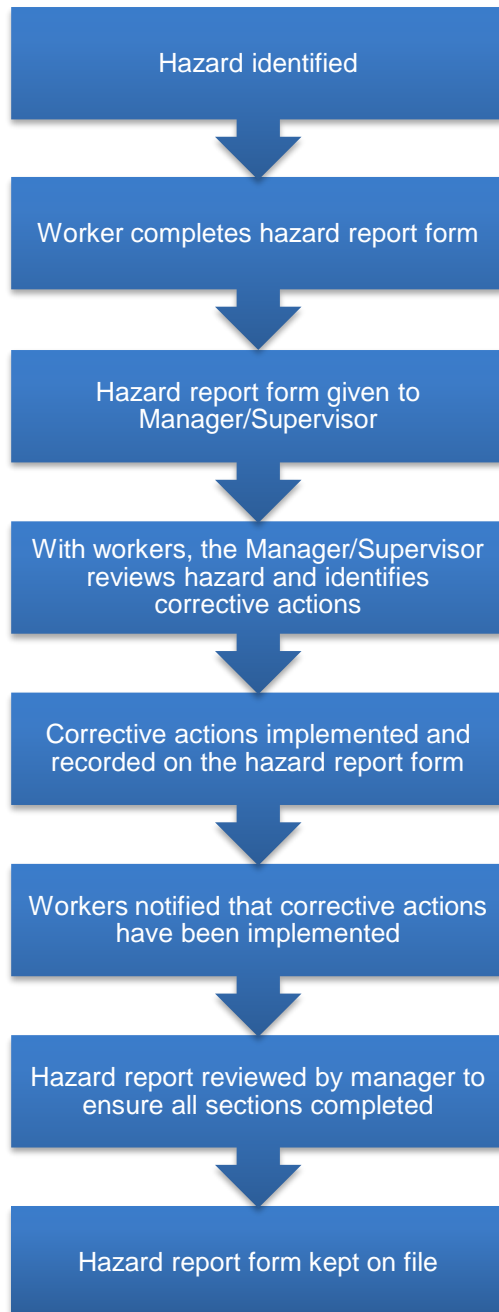 Hazard identified
Worker completes hazard report form
Hazard report form given to
Manager/Supervisor
With workers, the Manager/Supervisor
reviews hazard and identifies
corrective actions
Corrective actions implemented and
recorded on the hazard report form
Workers notified that corrective actions
have been implemented
Hazard report reviewed by manager to
ensure all sections completed
Hazard report form kept on file